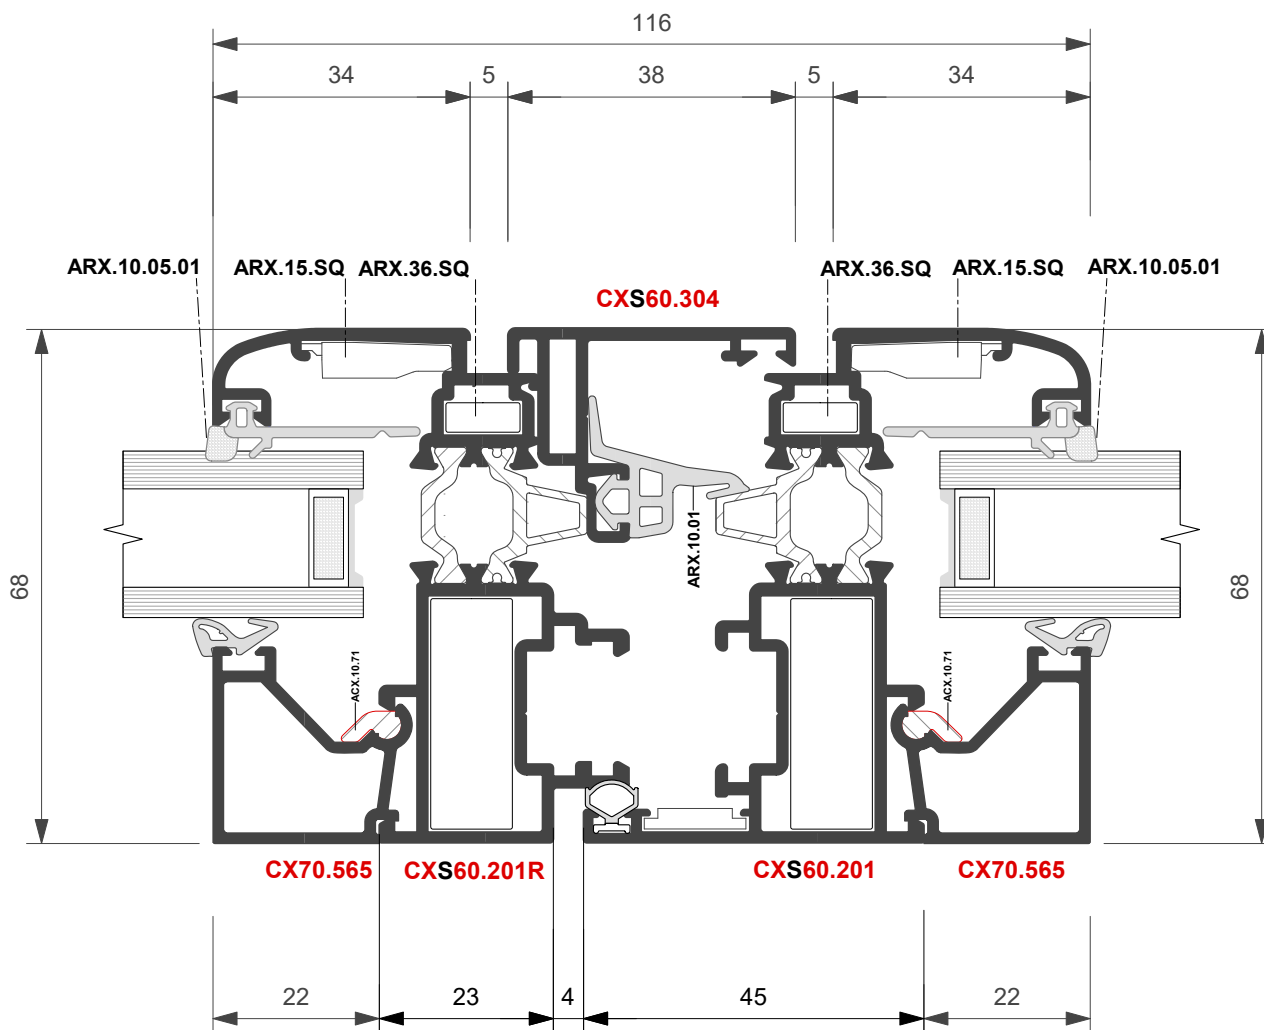 116
34 5 38 5 34
ARX.10.05.01 ARX.15.SQ ARX.36.SQ ARX.36.SQ ARX.15.SQ ARX.10.05.01
CXS60.304
ARX.10.01
68 68
ACX.10.71 ACX.10.71
CX70.565 CXS60.201R CXS60.201 CX70.565
22 23 4 45 22